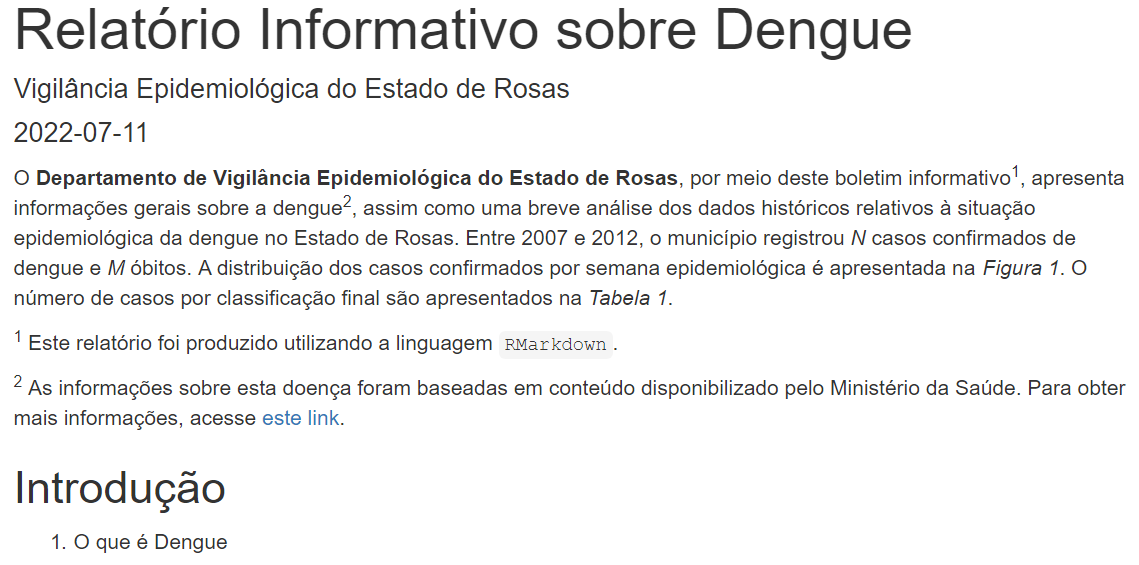 Relatório Informativo sobre Dengue
Vigilância Epidemiológica do Estado de Rosas
2022-07-11
O Departamento de Vigilância Epidemiológica do Estado de Rosas, por meio deste boletim informativo1, apresenta
informações gerais sobre a dengue2, assim como uma breve análise dos dados históricos relativos à situação
epidemiológica da dengue no Estado de Rosas. Entre 2007 e 2012, o município registrou N casos confirmados de
dengue e M óbitos. A distribuição dos casos confirmados por semana epidemiológica é apresentada na Figura 1. O
número de casos por classificação final são apresentados na Tabela 1.
1 Este relatório foi produzido utilizando a linguagem RMarkdown.
2 As informações sobre esta doença foram baseadas em conteúdo disponibilizado pelo Ministério da Saúde. Para obter
mais informações, acesse este link.
Introdução
1. O que é Dengue